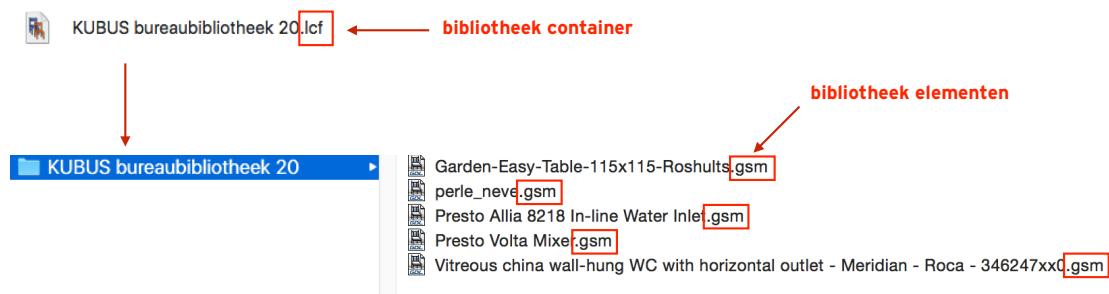 KUBUS bureaubibliotheek 20.lcf
bibliotheek container
bibliotheek elementen
KUBUS bureaubibliotheek 20
Garden-Easy-Table-115x115-Roshults.gsm
perle_neve.gsm
Presto Allia 8218 In-line Water Inlet.gsm
Presto Volta Mixer.gsm
Vitreous china wall-hung WC with horizontal outlet - Meridian - Roca - 346247xx0.gsm